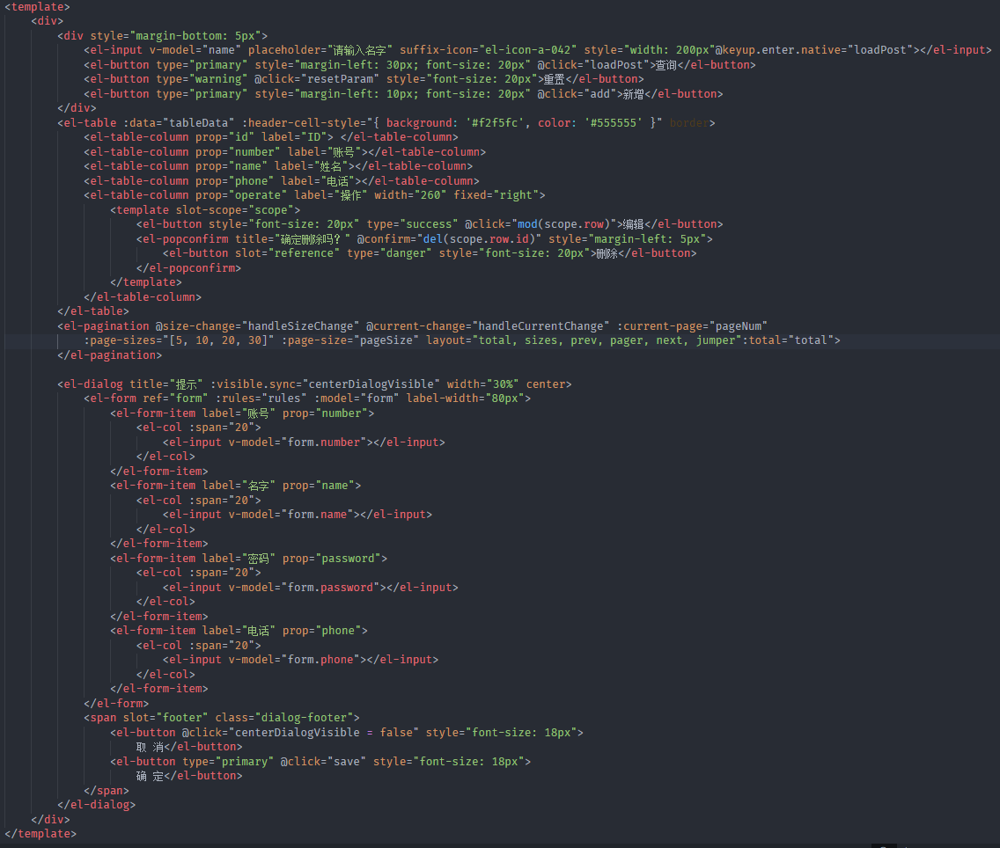 <template>
    <div>
        <div style="margin-bottom: 5px">
            <el-input v-model="name" placeholder="请输入名字" suffix-icon="el-icon-a-042" style="width: 200px"@keyup.enter.native="loadPost"></el-input>
            <el-button type="primary" style="margin-left: 30px; font-size: 20px" @click="loadPost">查询</el-button>
            <el-button type="warning" @click="resetParam" style="font-size: 20px">重置</el-button>
            <el-button type="primary" style="margin-left: 10px; font-size: 20px" @click="add">新增</el-button>
        </div>
        <el-table :data="tableData" :header-cell-style="{ background: '#f2f5fc', color: '#555555' }" border>
            <el-table-column prop="id" label="ID"> </el-table-column>
            <el-table-column prop="number" label="账号"></el-table-column>
            <el-table-column prop="name" label="姓名"></el-table-column>
            <el-table-column prop="phone" label="电话"></el-table-column>
            <el-table-column prop="operate" label="操作" width="260" fixed="right">
                <template slot-scope="scope">
                    <el-button style="font-size: 20px" type="success" @click="mod(scope.row)">编辑</el-button>
                    <el-popconfirm title="确定删除吗？" @confirm="del(scope.row.id)" style="margin-left: 5px">
                        <el-button slot="reference" type="danger" style="font-size: 20px">删除</el-button>
                    </el-popconfirm>
                </template>
            </el-table-column>
        </el-table>
        <el-pagination @size-change="handleSizeChange" @current-change="handleCurrentChange" :current-page="pageNum"
            :page-sizes="[5, 10, 20, 30]" :page-size="pageSize" layout="total, sizes, prev, pager, next, jumper":total="total">
        </el-pagination>

        <el-dialog title="提示" :visible.sync="centerDialogVisible" width="30%" center>
            <el-form ref="form" :rules="rules" :model="form" label-width="80px">
                <el-form-item label="账号" prop="number">
                    <el-col :span="20">
                        <el-input v-model="form.number"></el-input>
                    </el-col>
                </el-form-item>
                <el-form-item label="名字" prop="name">
                    <el-col :span="20">
                        <el-input v-model="form.name"></el-input>
                    </el-col>
                </el-form-item>
                <el-form-item label="密码" prop="password">
                    <el-col :span="20">
                        <el-input v-model="form.password"></el-input>
                    </el-col>
                </el-form-item>
                <el-form-item label="电话" prop="phone">
                    <el-col :span="20">
                        <el-input v-model="form.phone"></el-input>
                    </el-col>
                </el-form-item>
            </el-form>
            <span slot="footer" class="dialog-footer">
                <el-button @click="centerDialogVisible = false" style="font-size: 18px">
                    取 消</el-button>
                <el-button type="primary" @click="save" style="font-size: 18px">
                    确 定</el-button>
            </span>
        </el-dialog>
    </div>
</template>